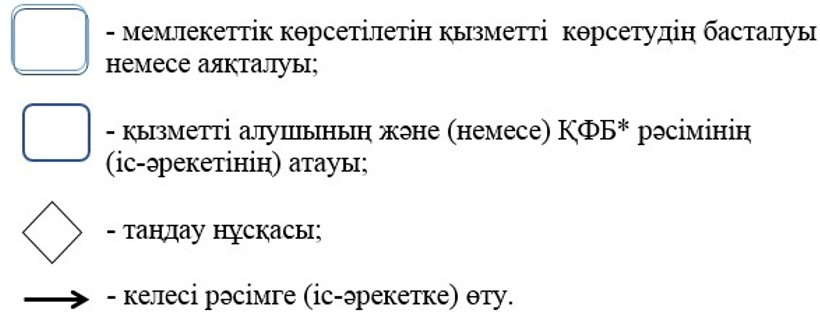 - мемлекеттік көрсетілетін қызметті көрсетудің басталуы
немесе аяқталуы;
- қызметті алушының және (немесе) ҚФБ* рәсімінің
(іс-әрекетінің) атауы;
- таңдау нұсқасы;
- келесі рәсімге (іс-әрекетке) өту.